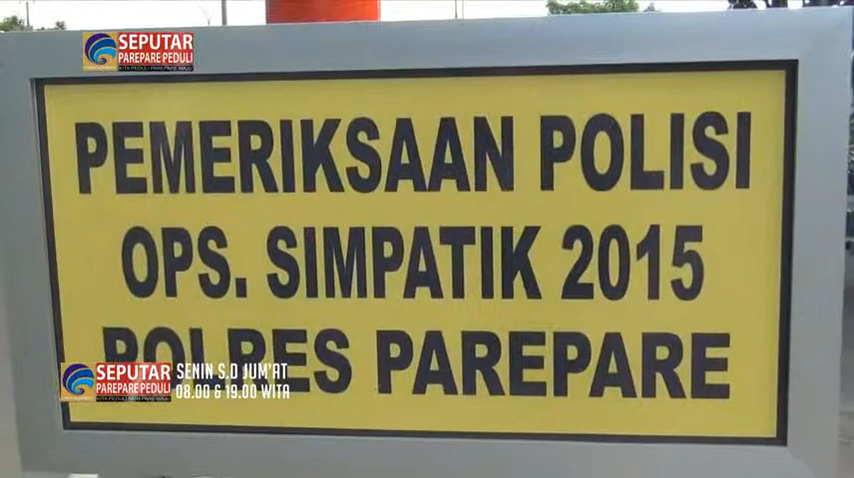 SEPUTAR
PAREPARE PEDULI
PEMERIKSAAN POLISI
OPS. SIMPATIK 2015
POLRES PAREPARE
SEPUTAR
PAREPARE PEDULI
SENIN S.D JUM'AT
08.00 & 19.00 WITA